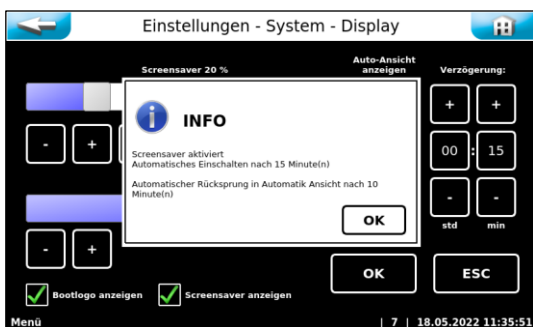 Einstellungen - System - Display
Screensaver 20 %
Auto-Ansicht
anzeigen
Verzögerung:
INFO
Screensaver aktiviert
Automatisches Einschalten nach 15 Minute(n)
Automatischer Rücksprung in Automatik Ansicht nach 10
Minute(n)
OK
+ +
- +
00 : 15
- -
std min
- +
OK ESC
Bootlogo anzeigen Screensaver anzeigen
Menü | 7 | 18.05.2022 11:35:51